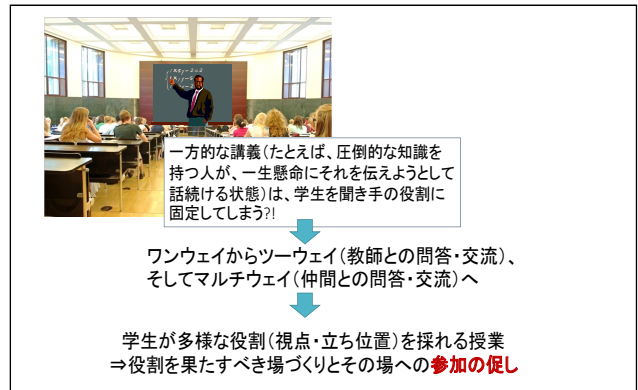 一方的な講義(たとえば、圧倒的な知識を
持つ人が、一生懸命にそれを伝えようとして
話続ける状態)は、学生を聞き手の役割に
固定してしまう?!
ワンウェイからツーウェイ(教師との問答・交流)、
そしてマルチウェイ(仲間との問答・交流)へ
学生が多様な役割(視点・立ち位置)を採れる授業
⇒役割を果たすべき場づくりとその場への参加の促し